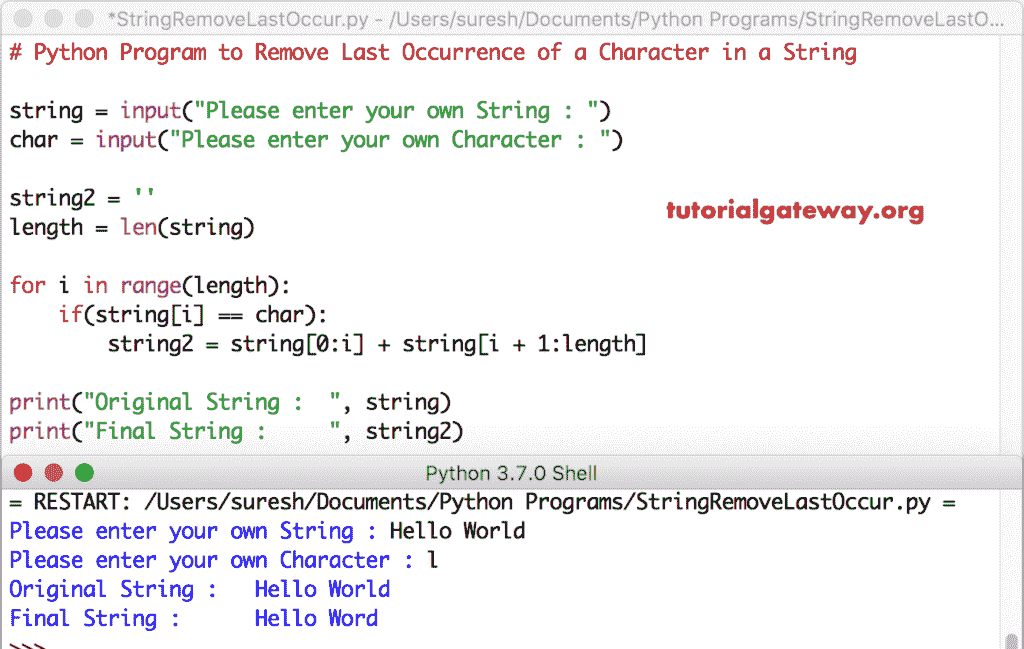 *StringRemoveLastOccur.py - /Users/suresh/Documents/Python Programs/StringRemoveLastO...
# Python Program to Remove Last Occurrence of a Character in a String
string = input("Please enter your own String : ")
char = input("Please enter your own Character : ")
string2 = ''
tutorialgateway.org
length = len(string)
for i in range(length):
    if(string[i] == char):
        string2 = string[0:i] + string[i + 1:length]
print("Original String :  ", string)
print("Final String :     ", string2)
Python 3.7.0 Shell
= RESTART: /Users/suresh/Documents/Python Programs/StringRemoveLastOccur.py =
Please enter your own String : Hello World
Please enter your own Character : l
Original String :   Hello World
Final String :      Hello Word
>>>